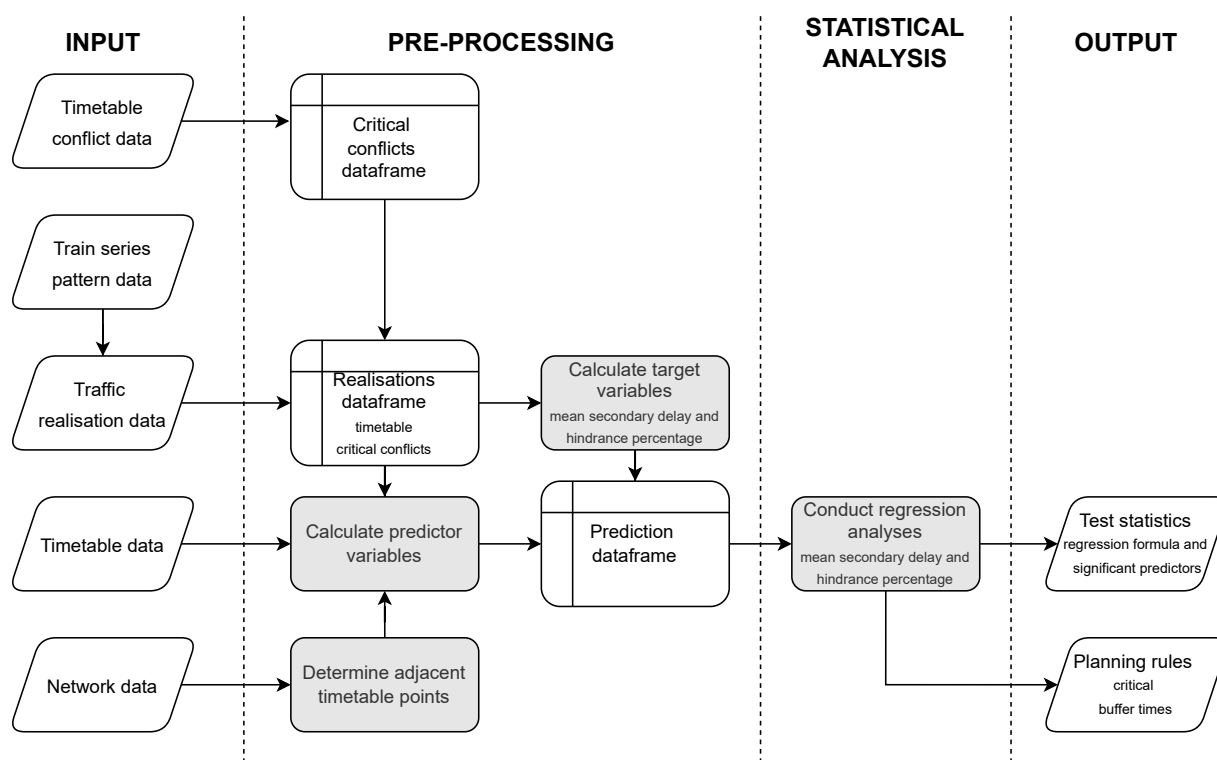 INPUT
PRE-PROCESSING
STATISTICAL
ANALYSIS
OUTPUT
Timetable
conflict data
Critical
conflicts
dataframe
Train series
pattern data
Traffic
realisation data
Realisations
dataframe
timetable
critical conflicts
Calculate target
variables
mean secondary delay and
hindrance percentage
Timetable data
Calculate predictor
variables
Prediction
dataframe
Conduct regression
analyses
mean secondary delay and
hindrance percentage
Test statistics
regression formula and
significant predictors
Network data
Determine adjacent
timetable points
Planning rules
critical
buffer times